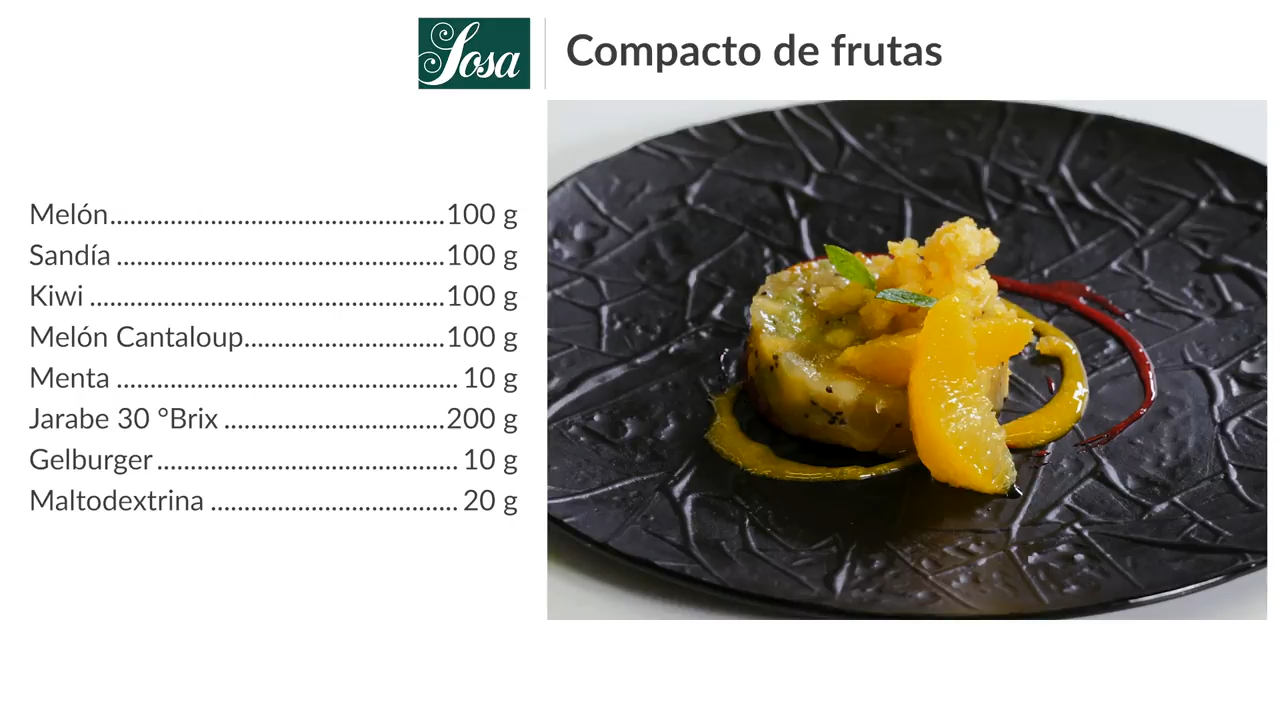 Sosa
Compacto de frutas
Melón..................................................100 g
Sandía .................................................100 g
Kiwi .....................................................100 g
Melón Cantaloup..............................100 g
Menta ................................................... 10 g
Jarabe 30 °Brix .................................200 g
Gelburger............................................. 10 g
Maltodextrina ..................................... 20 g